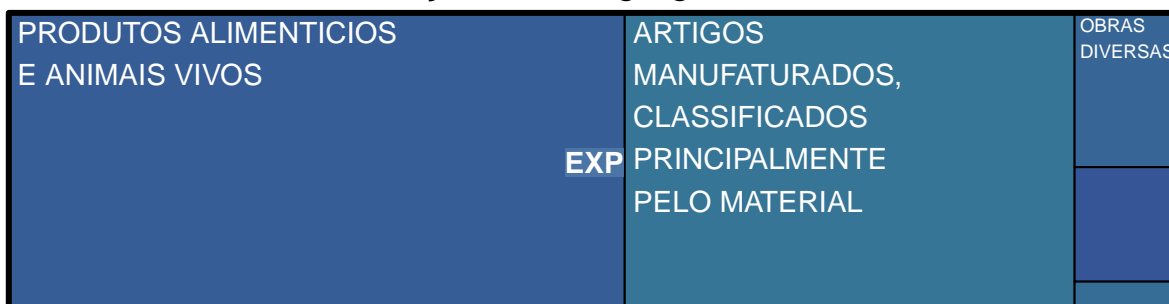 PRODUTOS ALIMENTICIOS
E ANIMAIS VIVOS
EXP
ARTIGOS
MANUFATURADOS,
CLASSIFICADOS
PRINCIPALMENTE
PELO MATERIAL
OBRAS
DIVERSAS